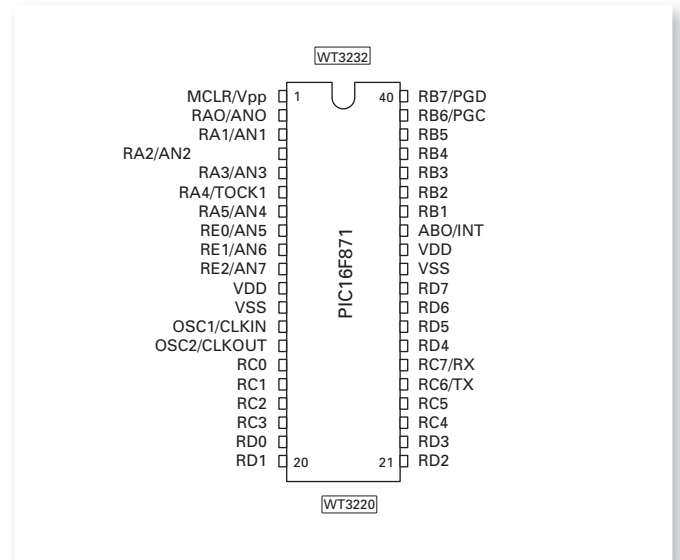 WT3232
MCLR/Vpp 1 40 RB7/PGD
RAO/ANO RB6/PGC
RA1/AN1 RB5
RA2/AN2 RB4
RA3/AN3 RB3
RA4/TOCK1 RB2
RA5/AN4 RB1
RE0/AN5 ABO/INT
RE1/AN6 VDD
RE2/AN7 VSS
VDD RD7
VSS RD6
OSC1/CLKIN RD5
OSC2/CLKOUT RD4
RC0 RC7/RX
RC1 RC6/TX
RC2 RC5
RC3 RC4
RD0 RD3
RD1 20 21 RD2
PIC16F871
WT3220